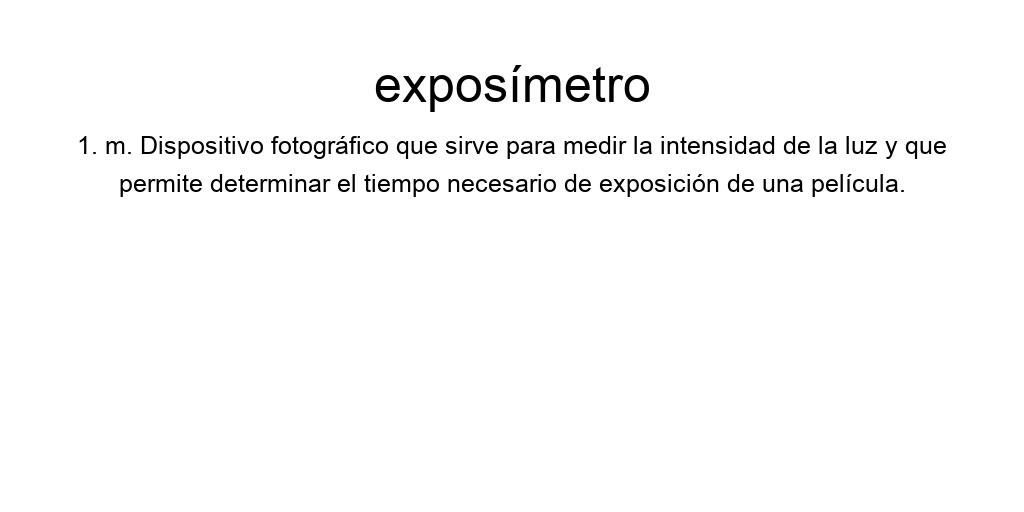 exposímetro
1. m. Dispositivo fotográfico que sirve para medir la intensidad de la luz y que
permite determinar el tiempo necesario de exposición de una película.